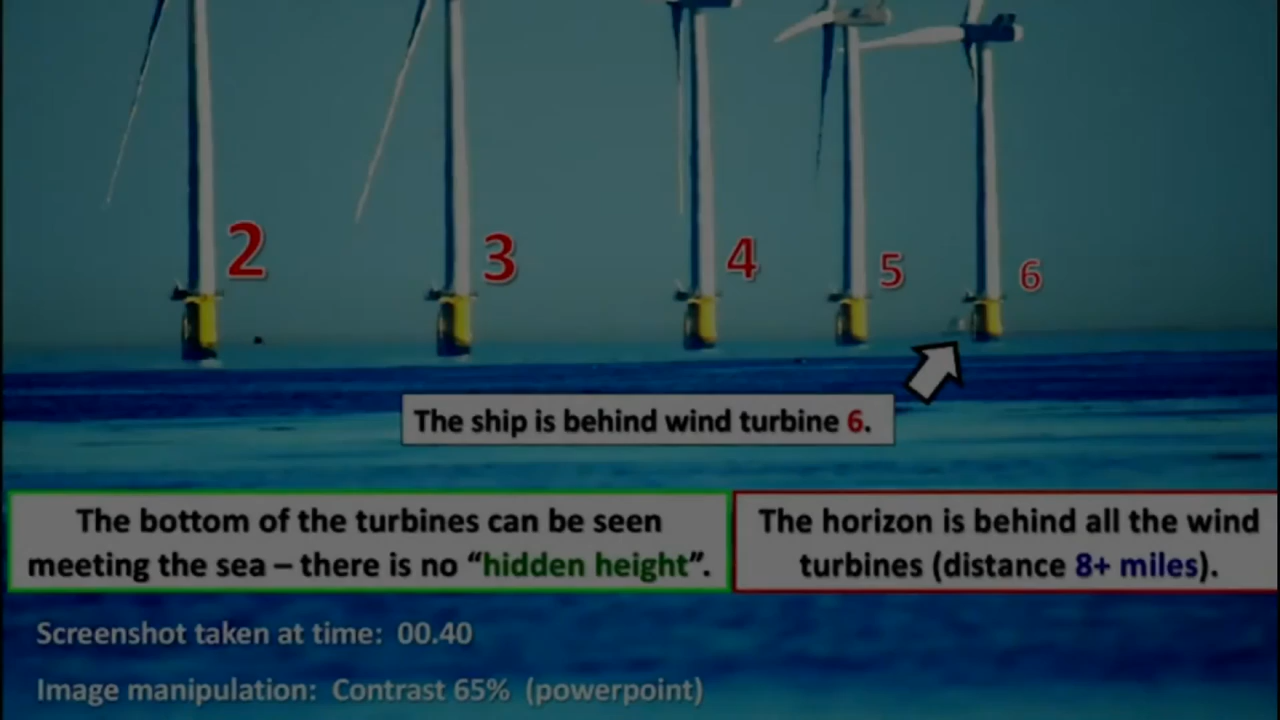 2
3
4
5
6
The ship is behind wind turbine 6.
The bottom of the turbines can be seen
meeting the sea – there is no “hidden height”.
The horizon is behind all the wind
turbines (distance 8+ miles).
Screenshot taken at time: 00.40
Image manipulation: Contrast 65% (powerpoint)